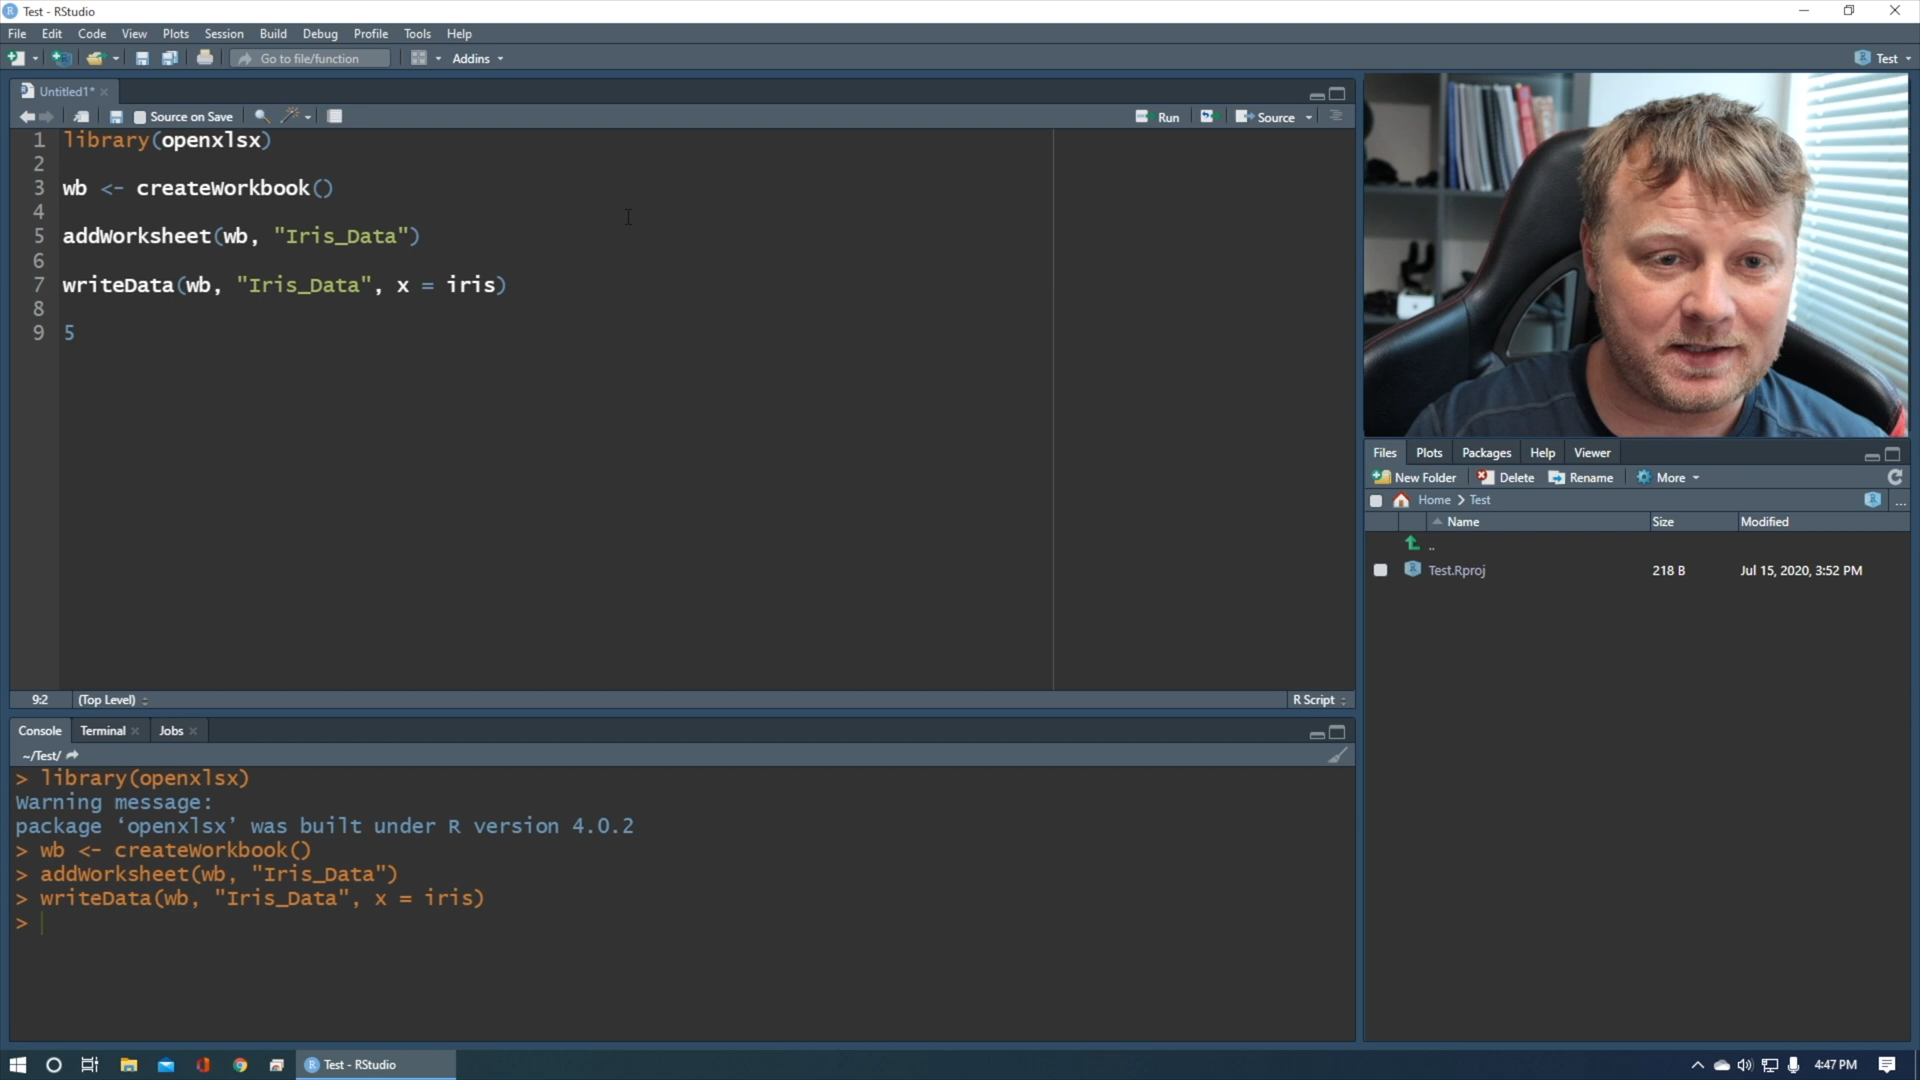 Test - RStudio
File Edit Code View Plots Session Build Debug Profile Tools Help
Go to file/function Addins Test
Untitled1*
Source on Save Run Source
1 library(openxlsx)
2
3 wb <- createWorkbook()
4
5 addWorksheet(wb, "Iris_Data")
6
7 writeData(wb, "Iris_Data", x = iris)
8
9 5
9:2 (Top Level) R Script
Console Terminal Jobs
~/Test/
> library(openxlsx)
Warning message:
package ‘openxlsx’ was built under R version 4.0.2
> wb <- createWorkbook()
> addWorksheet(wb, "Iris_Data")
> writeData(wb, "Iris_Data", x = iris)
>
Files Plots Packages Help Viewer
New Folder Delete Rename More
Home > Test ...
Name Size Modified
..
Test.Rproj 218 B Jul 15, 2020, 3:52 PM
Test - RStudio 4:47 PM